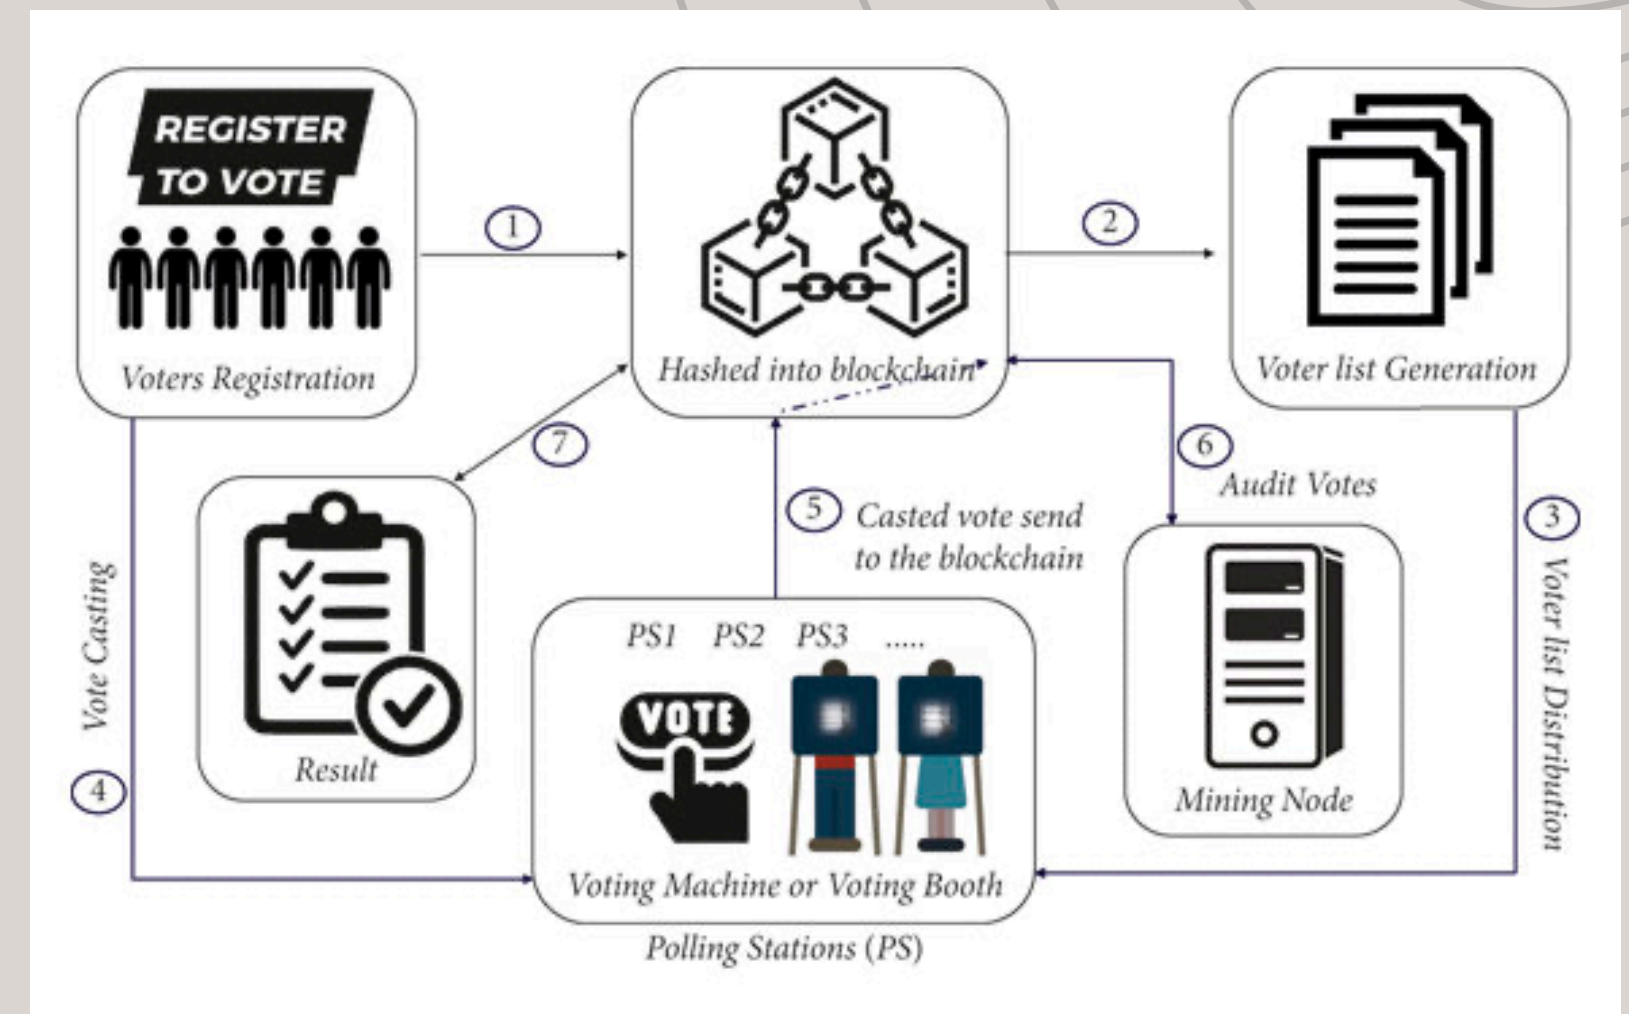 REGISTER
TO VOTE
Voters Registration
1
Hashed into blockchain
2
Voter list Generation
7
6
Audit Votes
5
Casted vote send
to the blockchain
3
Voter list Distribution
Vote Casting
4
Result
PS1 PS2 PS3 .....
VOTE
Voting Machine or Voting Booth
Polling Stations (PS)
Mining Node